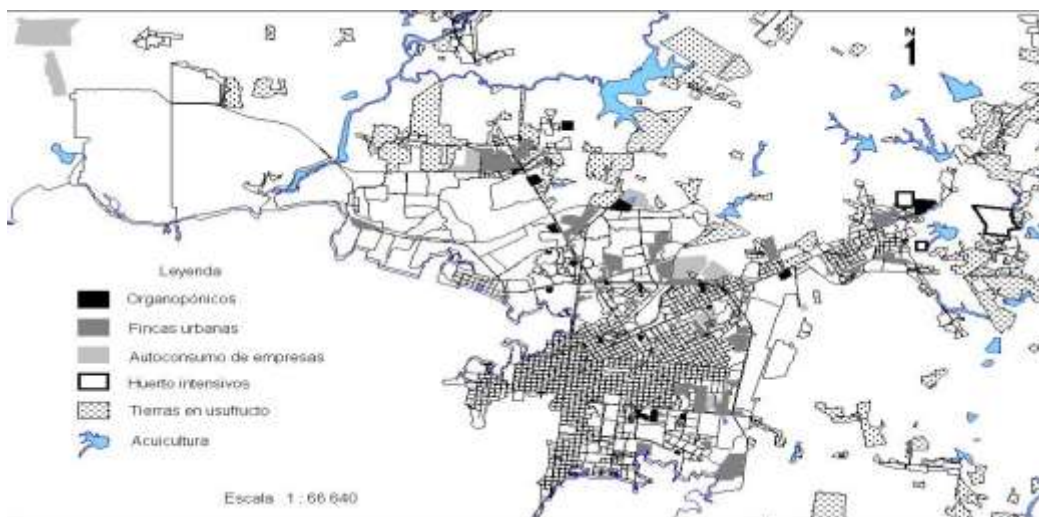 N
Leyenda
Organopónicos
Fincas urbanas
Autoconsumo de empresas
Huerto intensivos
Tierras en usufructo
Acuicultura
Escala 1 : 66 640